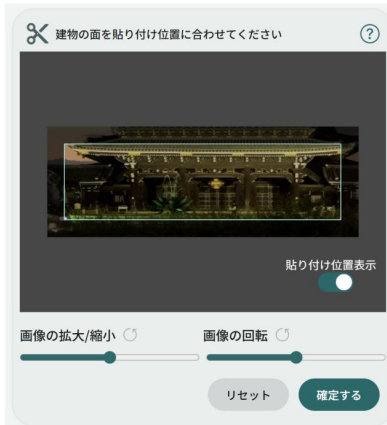 建物の面を貼り付け位置に合わせてください
?
貼り付け位置表示
画像の拡大/縮小
画像の回転
リセット
確定する